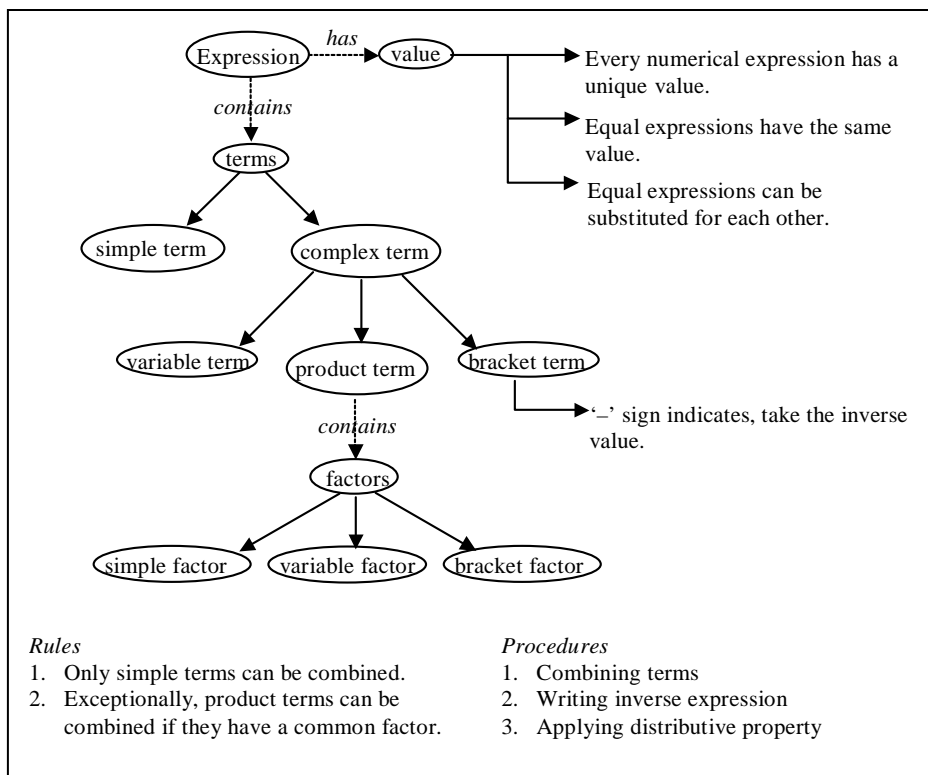 has
Expression
value
Every numerical expression has a
unique value.
contains
Equal expressions have the same
value.
terms
Equal expressions can be
substituted for each other.
simple term
complex term
variable term
product term
bracket term
‘–’ sign indicates, take the inverse
value.
contains
factors
simple factor
variable factor
bracket factor
Rules
1. Only simple terms can be combined.
2. Exceptionally, product terms can be
combined if they have a common factor.
Procedures
1. Combining terms
2. Writing inverse expression
3. Applying distributive property